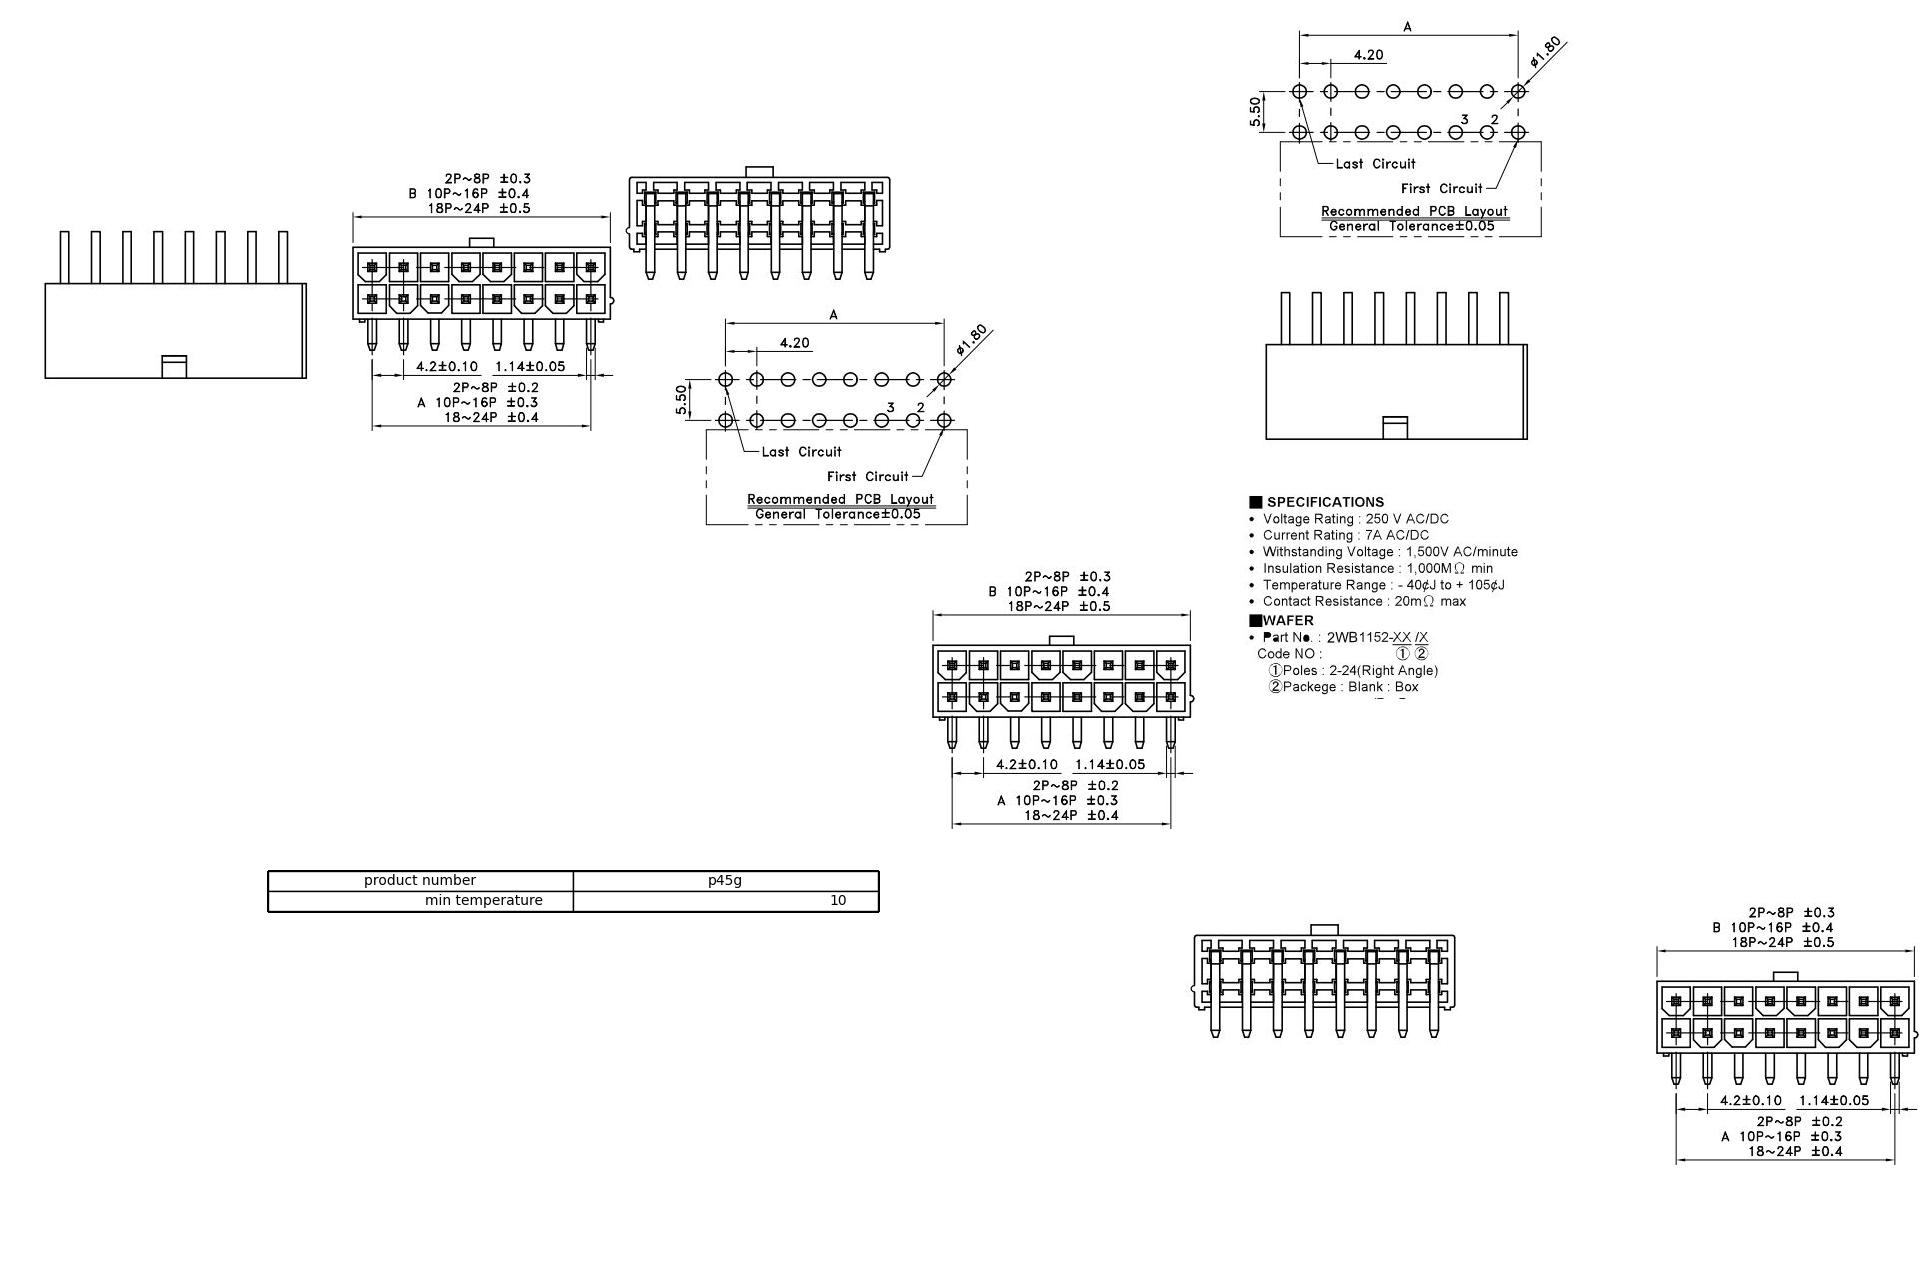 A
4.20
ø1.80
5.50
3 2
Last Circuit
First Circuit
Recommended PCB Layout
General Tolerance±0.05
2P~8P ±0.3
B 10P~16P ±0.4
18P~24P ±0.5
4.2±0.10 1.14±0.05
2P~8P ±0.2
A 10P~16P ±0.3
18~24P ±0.4
A
4.20
ø1.80
5.50
3 2
Last Circuit
First Circuit
Recommended PCB Layout
General Tolerance±0.05
■ SPECIFICATIONS
• Voltage Rating : 250 V AC/DC
• Current Rating : 7A AC/DC
• Withstanding Voltage : 1,500V AC/minute
• Insulation Resistance : 1,000MΩ min
• Temperature Range : - 40¢J to + 105¢J
• Contact Resistance : 20mΩ max
■WAFER
• Part No. : 2WB1152-XX /X
Code NO : ① ②
①Poles : 2-24(Right Angle)
②Packege : Blank : Box
2P~8P ±0.3
B 10P~16P ±0.4
18P~24P ±0.5
4.2±0.10 1.14±0.05
2P~8P ±0.2
A 10P~16P ±0.3
18~24P ±0.4
product number p45g
min temperature 10
2P~8P ±0.3
B 10P~16P ±0.4
18P~24P ±0.5
4.2±0.10 1.14±0.05
2P~8P ±0.2
A 10P~16P ±0.3
18~24P ±0.4